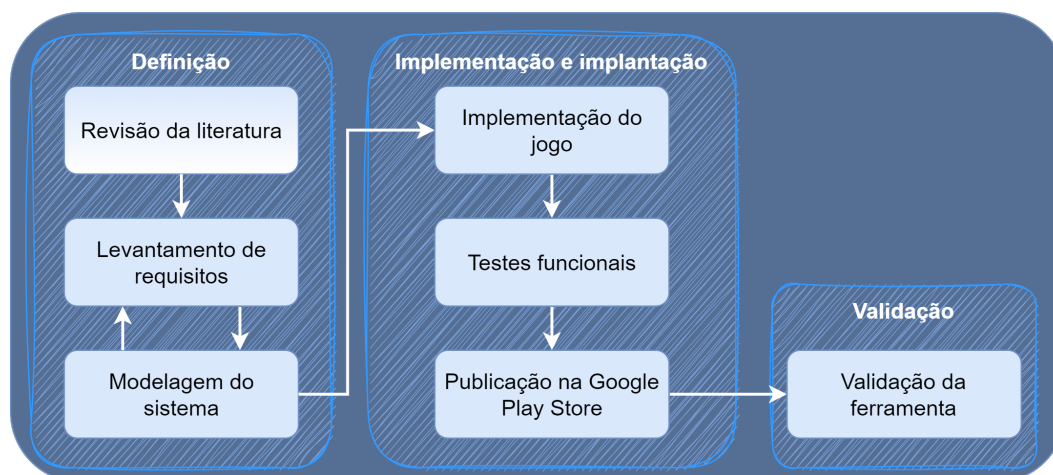 Definição
Revisão da literatura
Levantamento de
requisitos
Modelagem do
sistema
Implementação e implantação
Implementação do
jogo
Testes funcionais
Publicação na Google
Play Store
Validação
Validação da
ferramenta